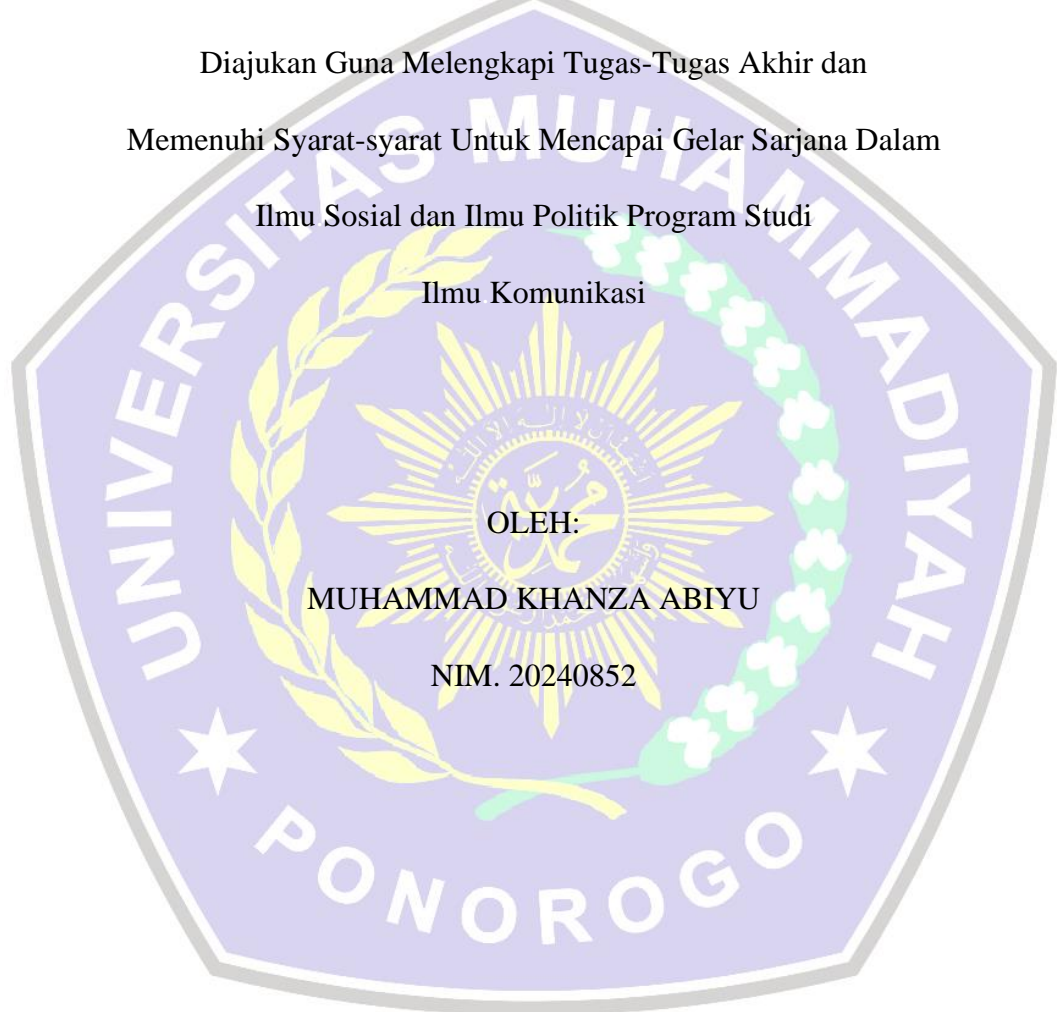 Diajukan Guna Melengkapi Tugas-Tugas Akhir dan
Memenuhi Syarat-syarat Untuk Mencapai Gelar Sarjana Dalam
Ilmu Sosial dan Ilmu Politik Program Studi
Ilmu Komunikasi
UNIVERSITAS MUHAMMADIYAH
محمدية
OLEH:
MUHAMMAD KHANZA ABIYU
NIM. 20240852
PONOROGO